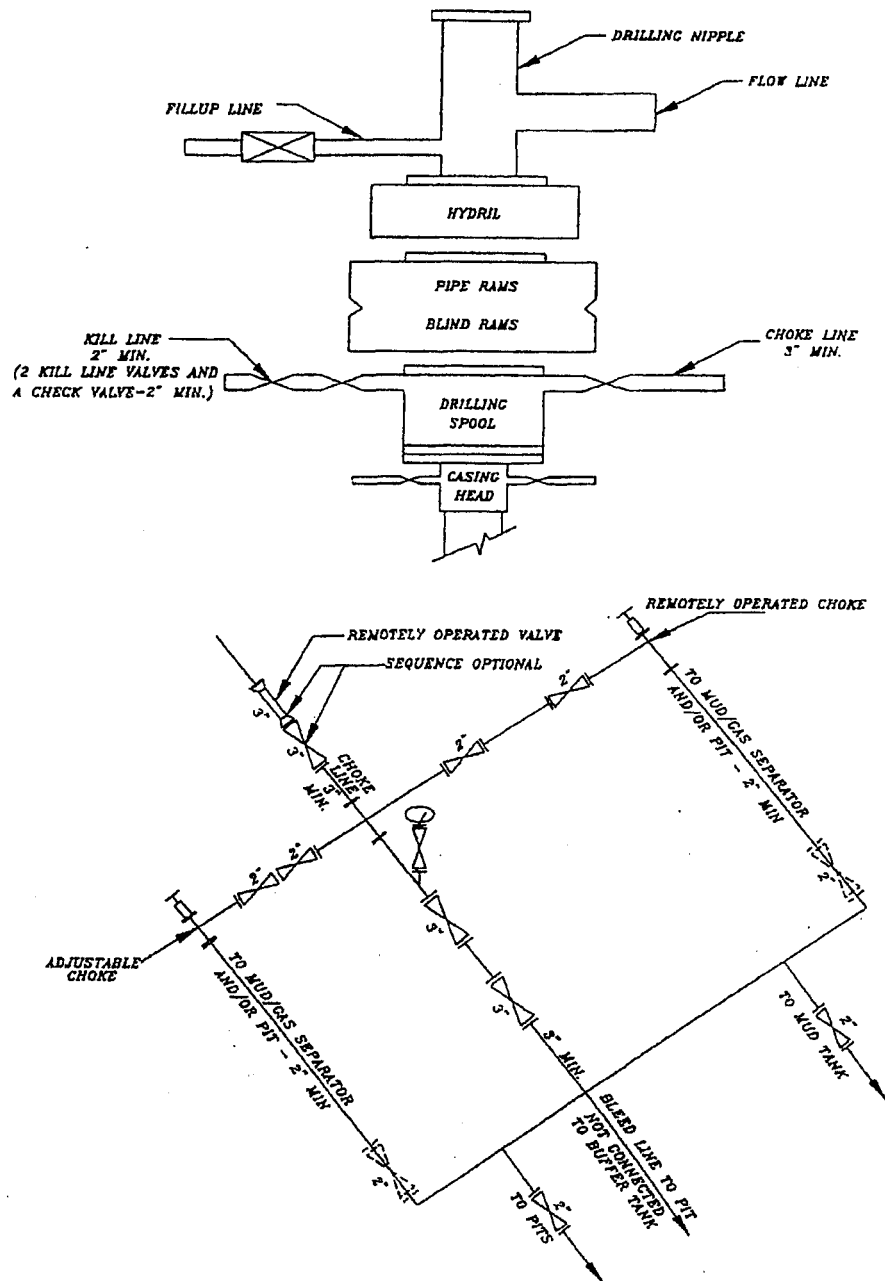 DRILLING NIPPLE
FLOW LINE
FILLUP LINE
HYDRIL
PIPE RAMS
BLIND RAMS
KILL LINE
2" MIN.
(2 KILL LINE VALVES AND
A CHECK VALVE-2" MIN.)
CHOKE LINE
3" MIN.
DRILLING
SPOOL
CASING
HEAD
REMOTELY OPERATED CHOKE
REMOTELY OPERATED VALVE
SEQUENCE OPTIONAL
3"
3"
CHOKE
LINE
3"
MIN.
2"
2"
2"
2"
TO MUD/GAS SEPARATOR
AND/OR PIT - 2" MIN
2"
ADJUSTABLE
CHOKE
TO MUD/GAS SEPARATOR
AND/OR PIT - 2" MIN
2"
3"
3"
3" MIN.
BLEED LINE TO PIT
NOT CONNECTED
TO BUFFER TANK
2"
TO MUD TANK
2"
TO PITS